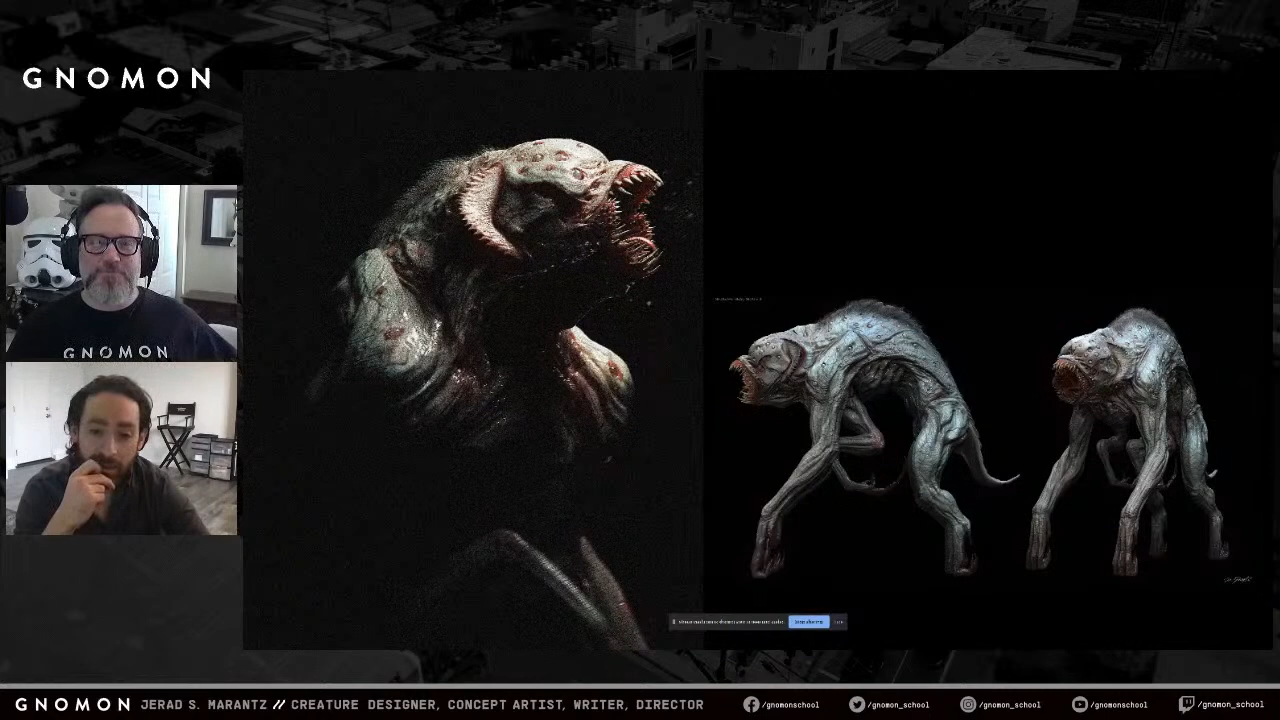 GNOMON
GNOMON
GNOMON JERAD S. MARANTZ // CREATURE DESIGNER, CONCEPT ARTIST, WRITER, DIRECTOR /gnomonschool /gnomon_school /gnomon_school /gnomonschool /gnomon_school